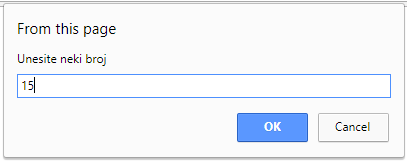 From this page
Unesite neki broj
15
OK Cancel